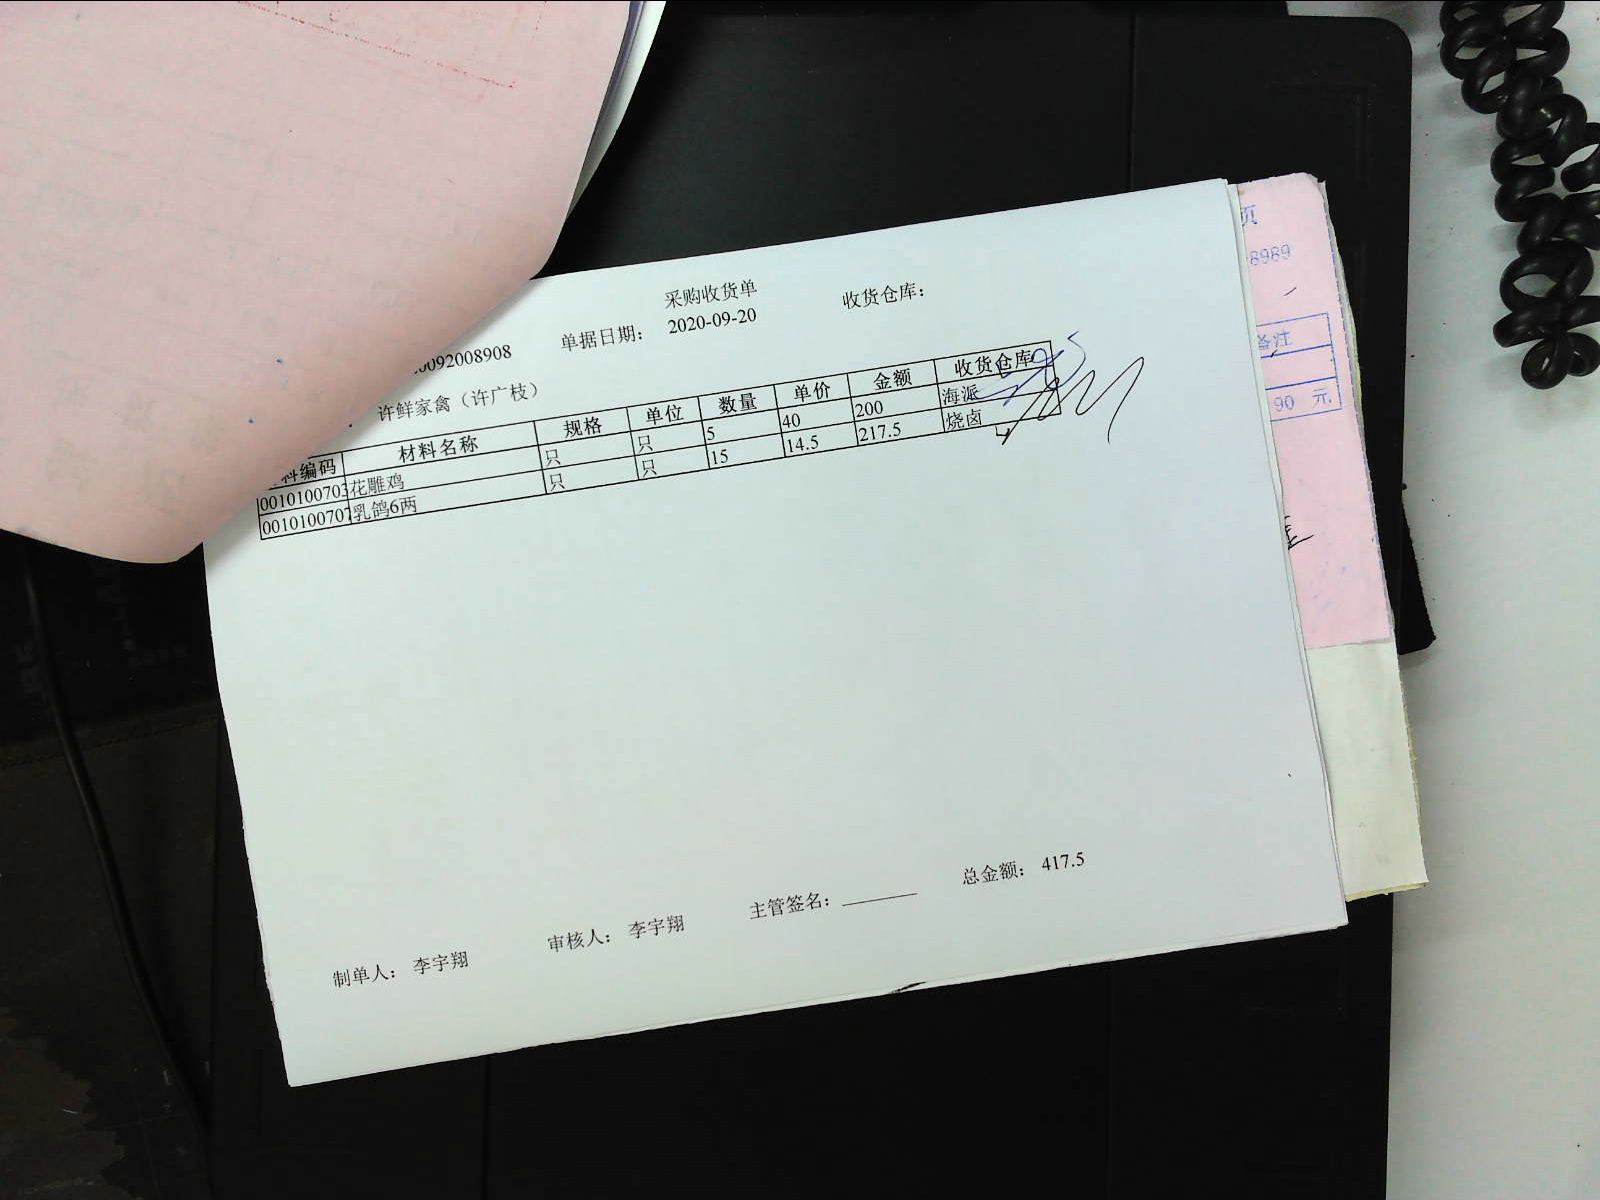 采购收货单
092008908 单据日期： 2020-09-20 收货仓库：
许鲜家禽（许广枝）
料编码 材料名称 规格 单位 数量 单价 金额 收货仓库
0010100703 花雕鸡 只 只 5 40 200 海派
0010100707 乳鸽6两 只 只 15 14.5 217.5 烧卤
制单人： 李宇翔 审核人： 李宇翔 主管签名： 总金额： 417.5
页
8989
备注
90 元